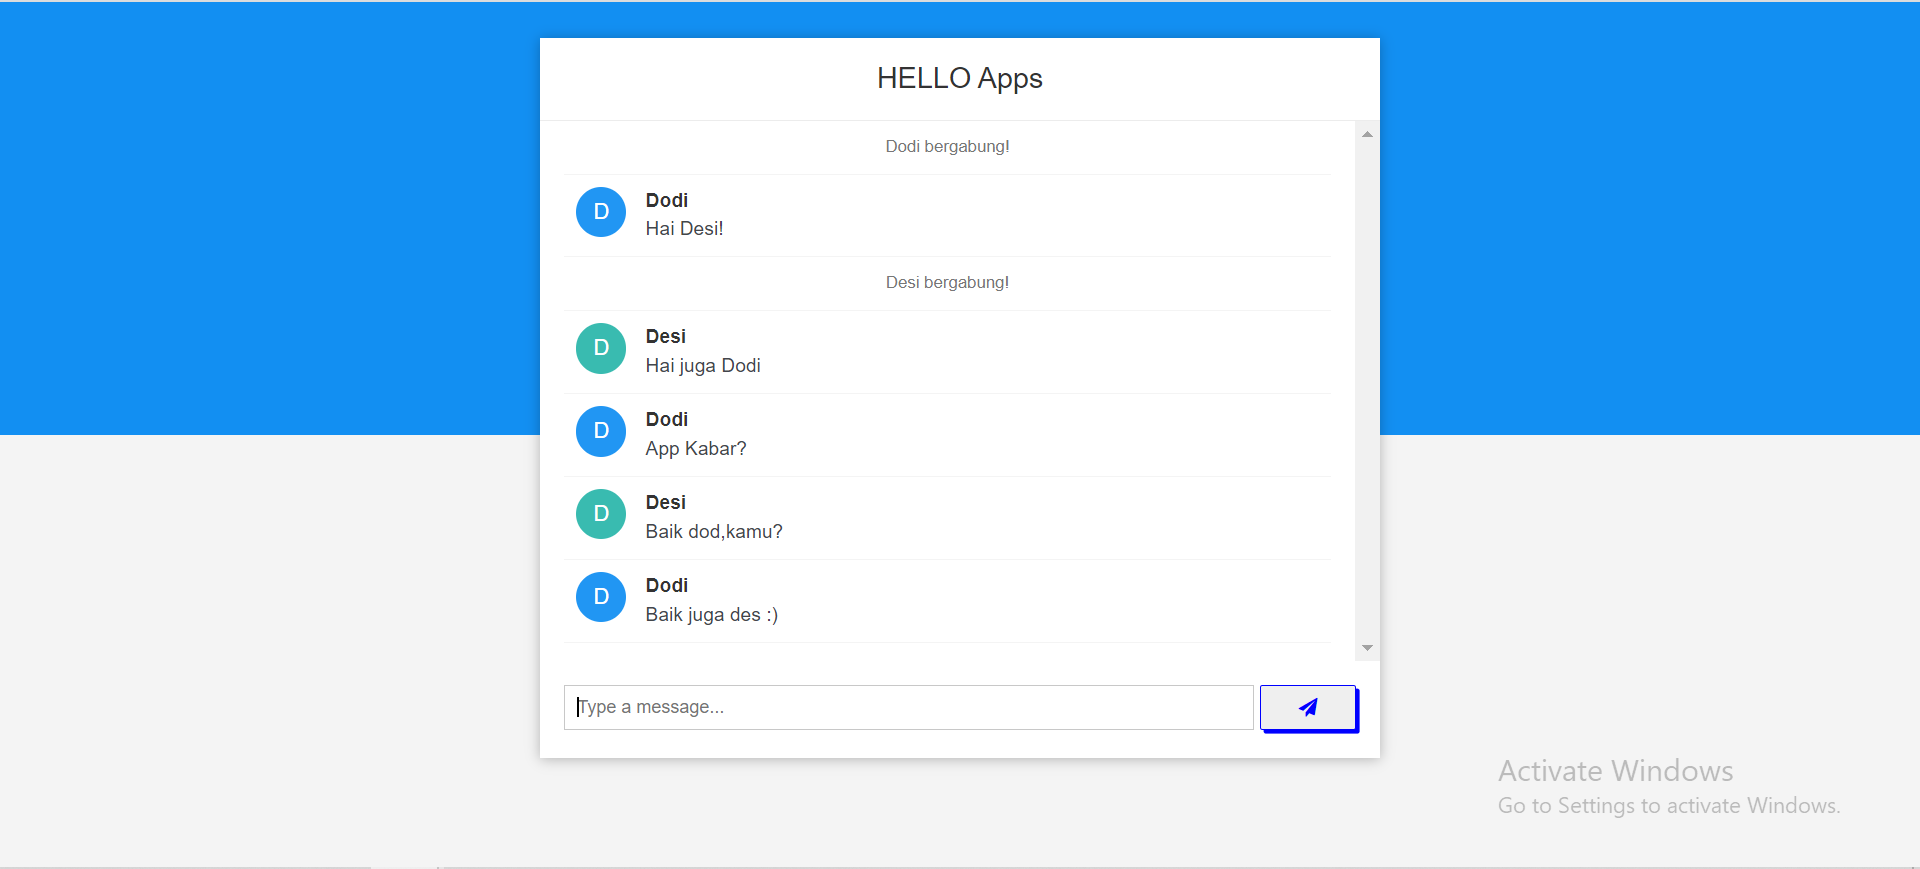 HELLO Apps
Dodi bergabung!
D
Dodi
Hai Desi!
Desi bergabung!
D
Desi
Hai juga Dodi
D
Dodi
App Kabar?
D
Desi
Baik dod,kamu?
D
Dodi
Baik juga des :)
Type a message...
Activate Windows
Go to Settings to activate Windows.